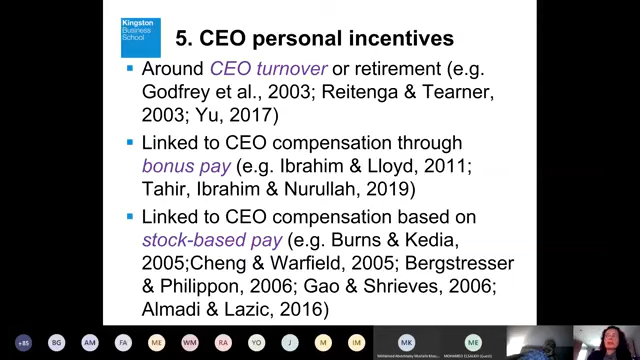 Kingston
Business
School
5. CEO personal incentives
Around CEO turnover or retirement (e.g.
Godfrey et al., 2003; Reitenga & Tearner,
2003; Yu, 2017)
Linked to CEO compensation through
bonus pay (e.g. Ibrahim & Lloyd, 2011;
Tahir, Ibrahim & Nurullah, 2019)
Linked to CEO compensation based on
stock-based pay (e.g. Burns & Kedia,
2005;Cheng & Warfield, 2005; Bergstresser
& Philippon, 2006; Gao & Shrieves, 2006;
Almadi & Lazic, 2016)
+85 BG AM FA ME WM RA YO J M IM MK ME
MOHAMED